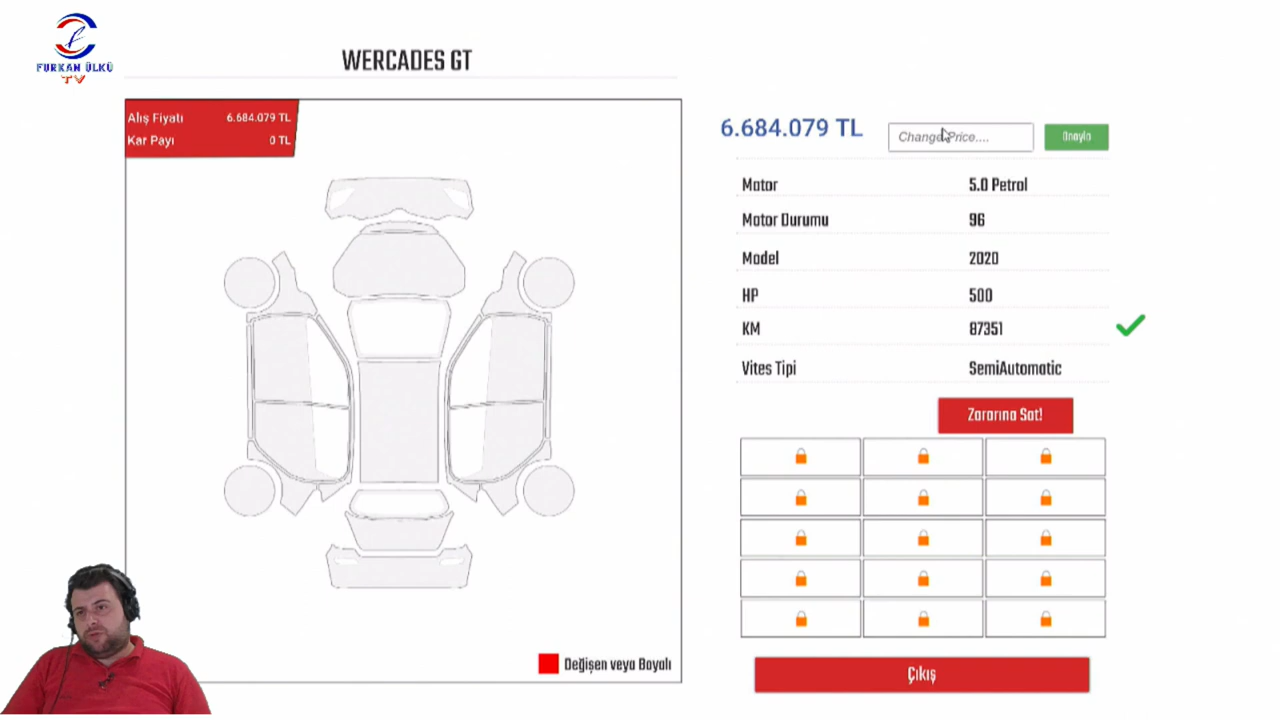 FURKAN ÜLKÜ
TV
WERCADES GT
Alış Fiyatı 6.684.079 TL
Kar Payı 0 TL
6.684.079 TL
Change Price....
Onayla
Motor 5.0 Petrol
Motor Durumu 96
Model 2020
HP 500
KM 87351
Vites Tipi SemiAutomatic
Zararına Sat!
Değişen veya Boyalı
Çıkış